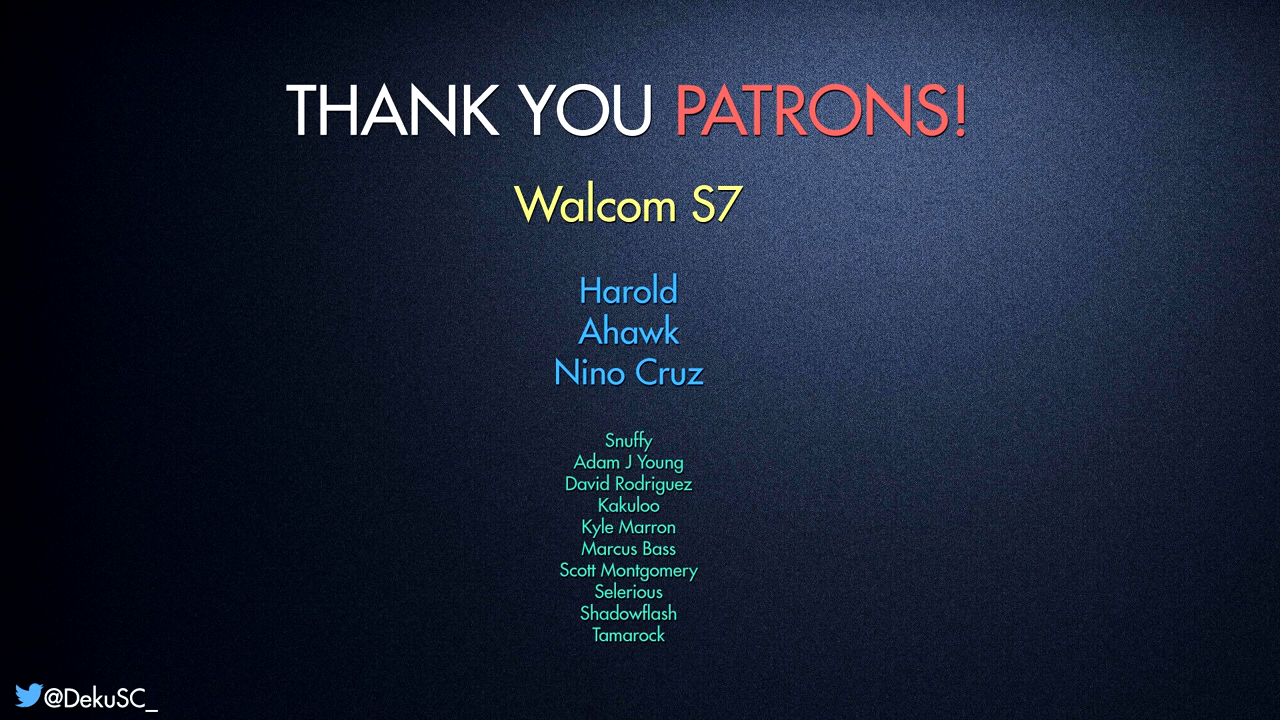 THANK YOU PATRONS!
Walcom S7
Harold
Ahawk
Nino Cruz
Snuffy
Adam J Young
David Rodriguez
Kakuloo
Kyle Marron
Marcus Bass
Scott Montgomery
Selerious
Shadowflash
Tamarock
@DekuSC_